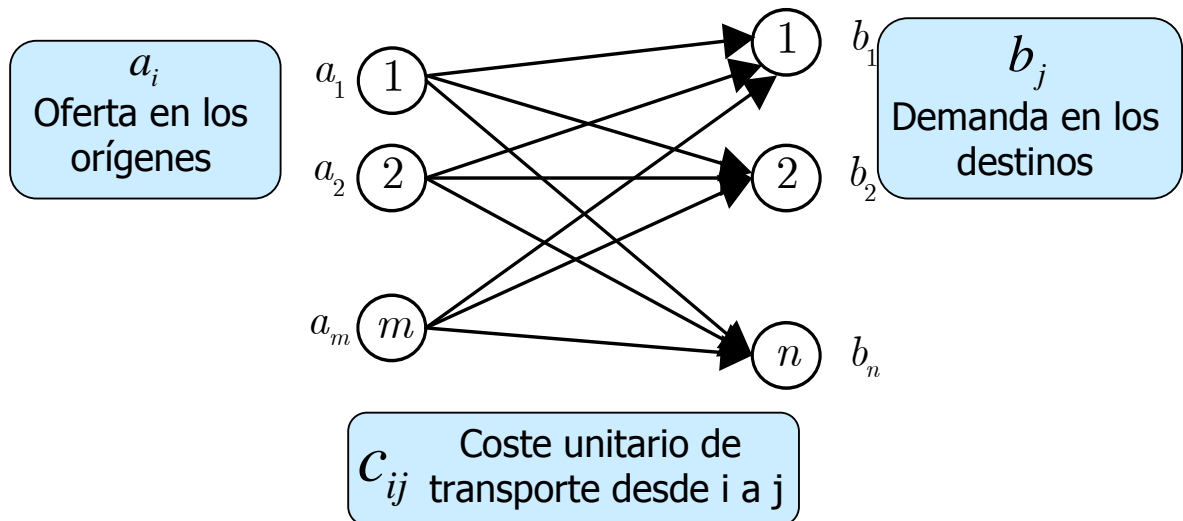 a_i
Oferta en los
orígenes
a_1
1
a_2
2
a_m
m
1
b_1
2
b_2
n
b_n
b_j
Demanda en los
destinos
c_ij Coste unitario de
transporte desde i a j